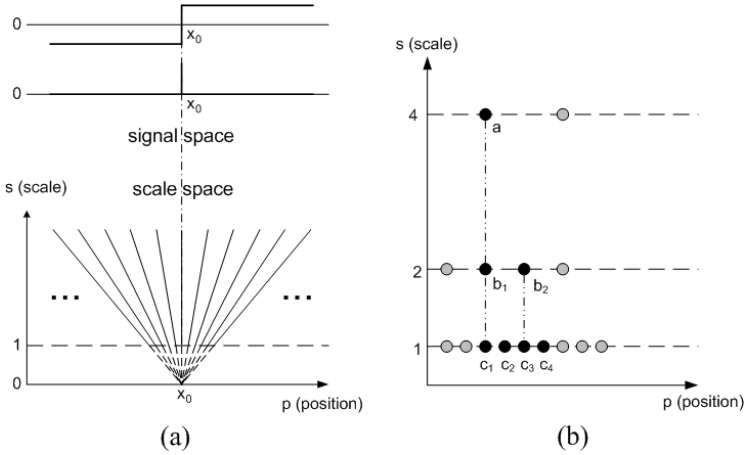 0
x0
0
x0
signal space
scale space
s (scale)
...
...
1
0
x0
p (position)
(a)
s (scale)
4
a
2
b1
b2
1
c1 c2 c3 c4
p (position)
(b)